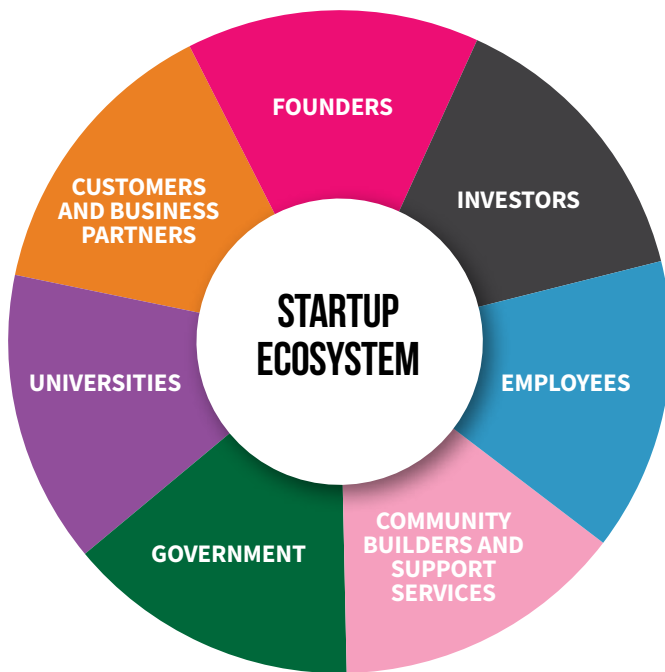 FOUNDERS
INVESTORS
EMPLOYEES
COMMUNITY
BUILDERS AND
SUPPORT
SERVICES
GOVERNMENT
UNIVERSITIES
CUSTOMERS
AND BUSINESS
PARTNERS
STARTUP
ECOSYSTEM